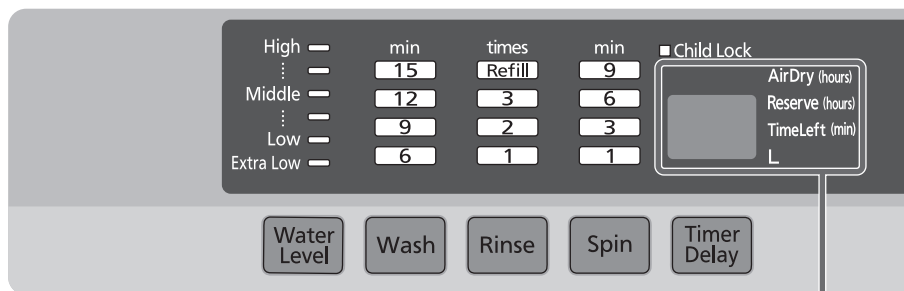 High
Middle
Low
Extra Low
min
15
12
9
6
times
Refill
3
2
1
min
9
6
3
1
Child Lock
AirDry (hours)
Reserve (hours)
TimeLeft (min)
L
Water
Level
Wash
Rinse
Spin
Timer
Delay